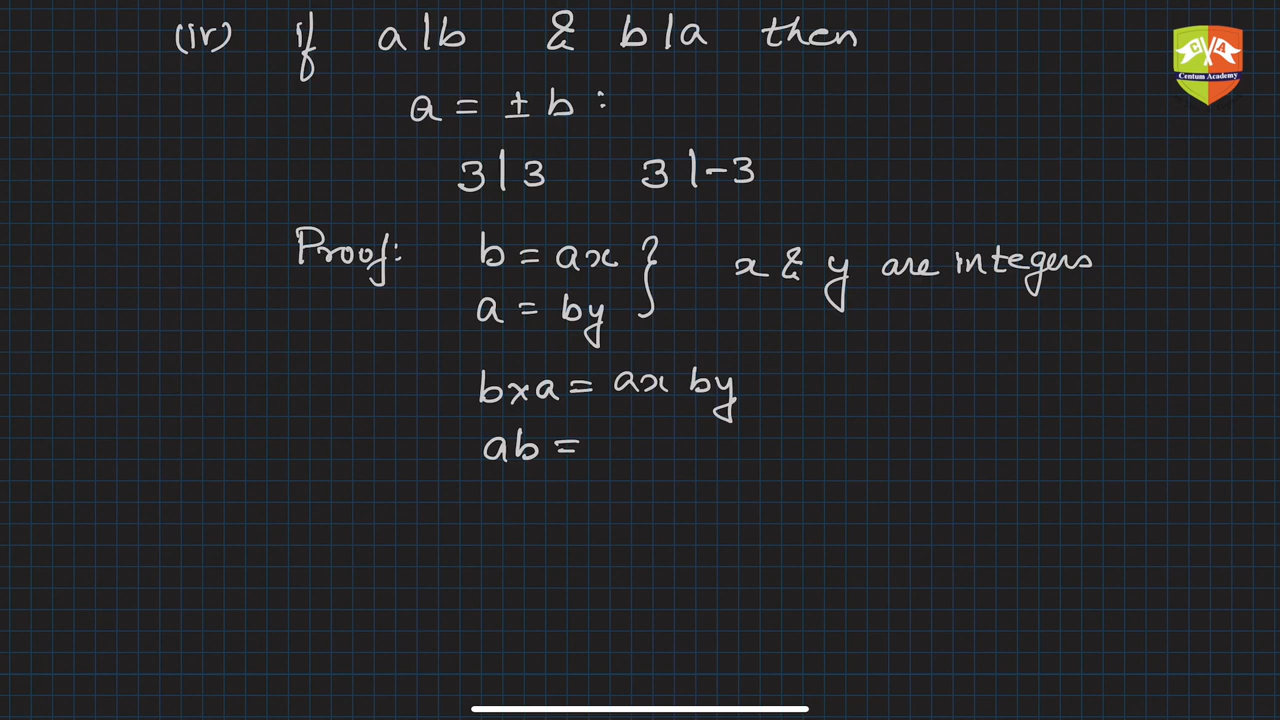 (iv) if a|b & b|a then
C A
Centum Academy
a = ± b :
3|3 3|-3
Proof: b = ax } x & y are integers
a = by
b×a = ax by
ab =